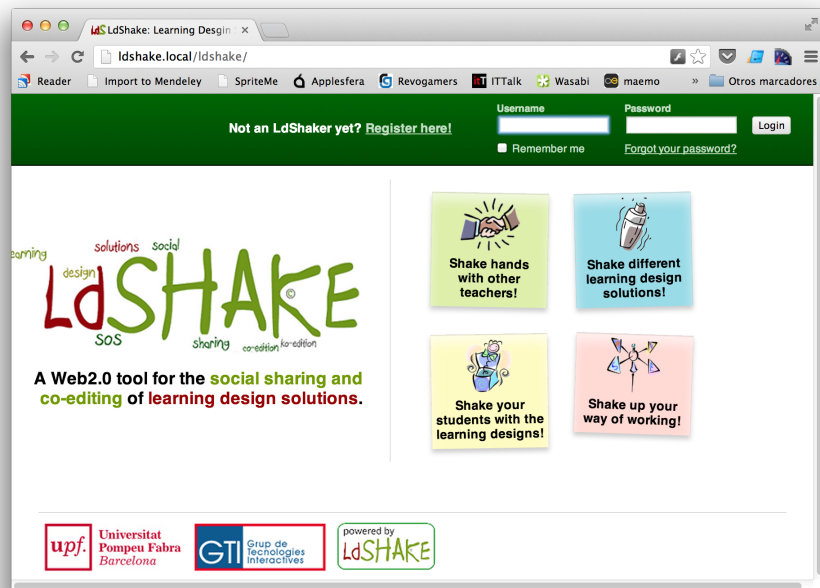 LdShake: Learning Desgin
ldshake.local/ldshake/
Reader Import to Mendeley SpriteMe Applesfera Revogamers ITTalk Wasabi maemo » Otros marcadores
Username Password
Not an LdShaker yet? Register here! Login
Remember me Forgot your password?
solutions social
earning
design
LdSHAKE ©
SOS sharing co-edition ko-edition
A Web2.0 tool for the social sharing and
co-editing of learning design solutions.
Shake hands
with other
teachers!
Shake different
learning design
solutions!
Shake your
students with the
learning designs!
Shake up your
way of working!
upf. Universitat
Pompeu Fabra
Barcelona
GTI Grup de
Tecnologies
Interactives
powered by
LdSHAKE